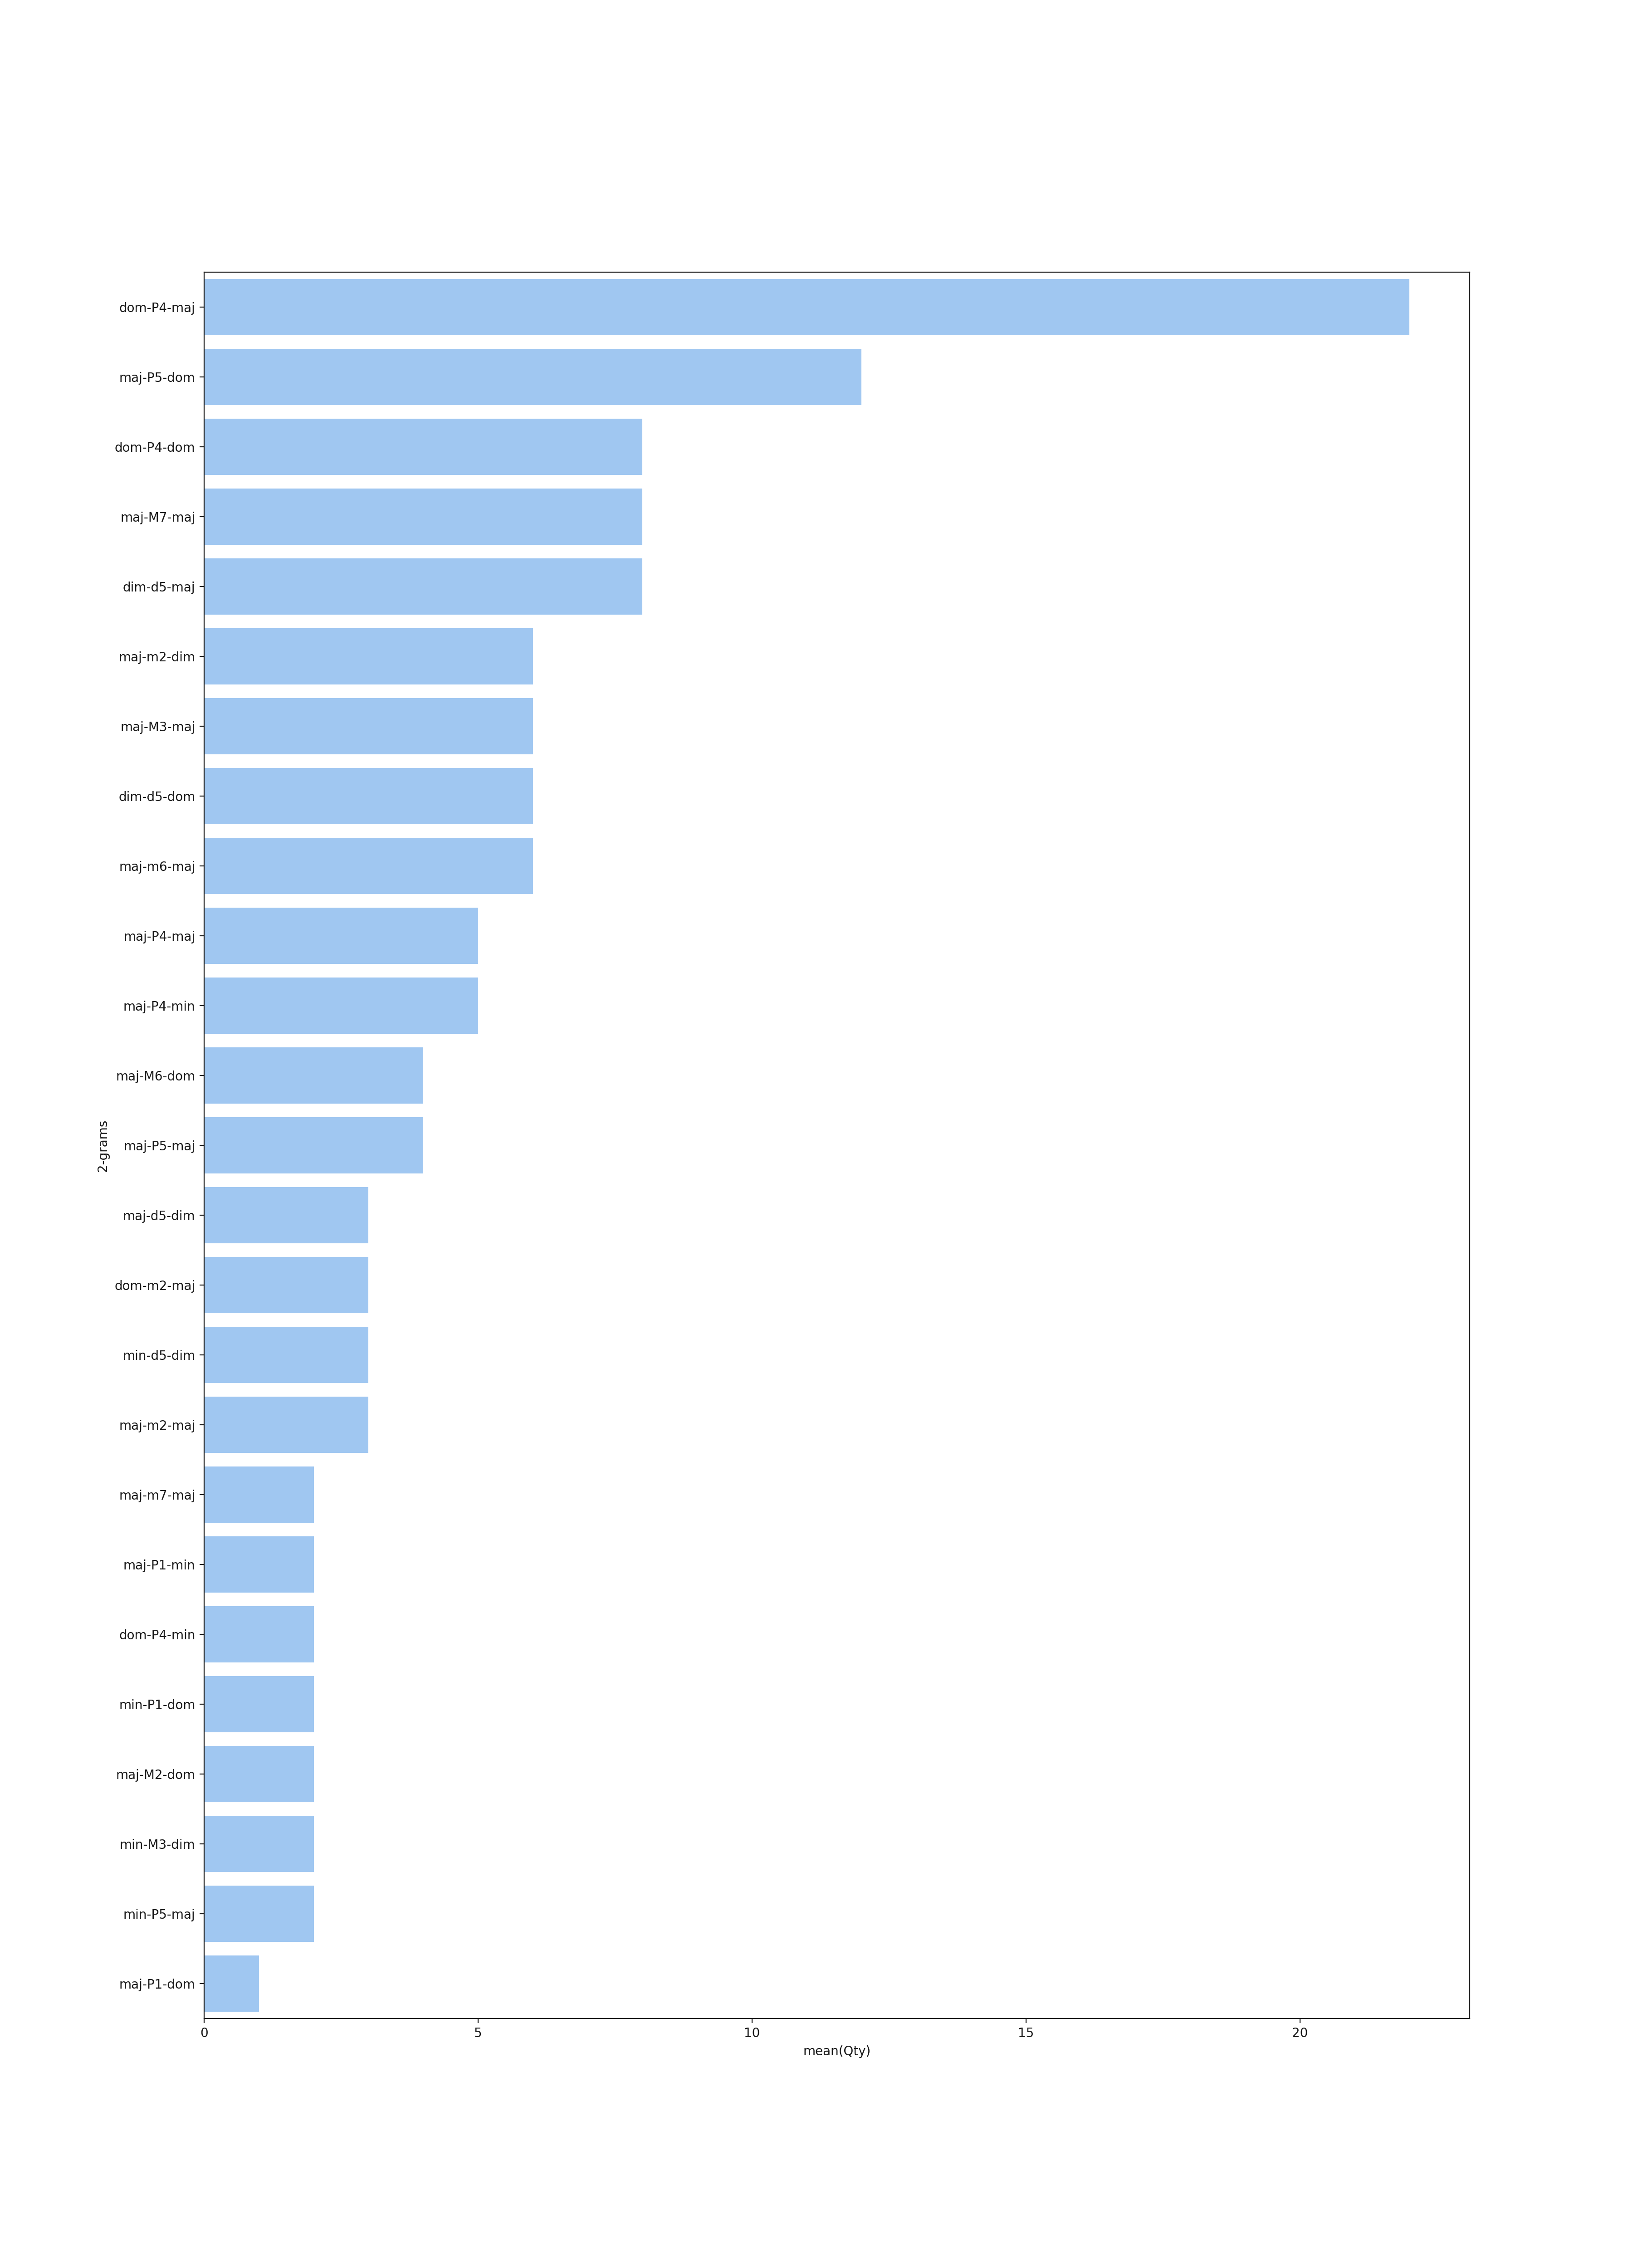 dom-P4-maj
maj-P5-dom
dom-P4-dom
maj-M7-maj
dim-d5-maj
maj-m2-dim
maj-M3-maj
dim-d5-dom
maj-m6-maj
maj-P4-maj
maj-P4-min
maj-M6-dom
maj-P5-maj
2-grams
maj-d5-dim
dom-m2-maj
min-d5-dim
maj-m2-maj
maj-m7-maj
maj-P1-min
dom-P4-min
min-P1-dom
maj-M2-dom
min-M3-dim
min-P5-maj
maj-P1-dom
0 5 10 15 20
mean(Qty)